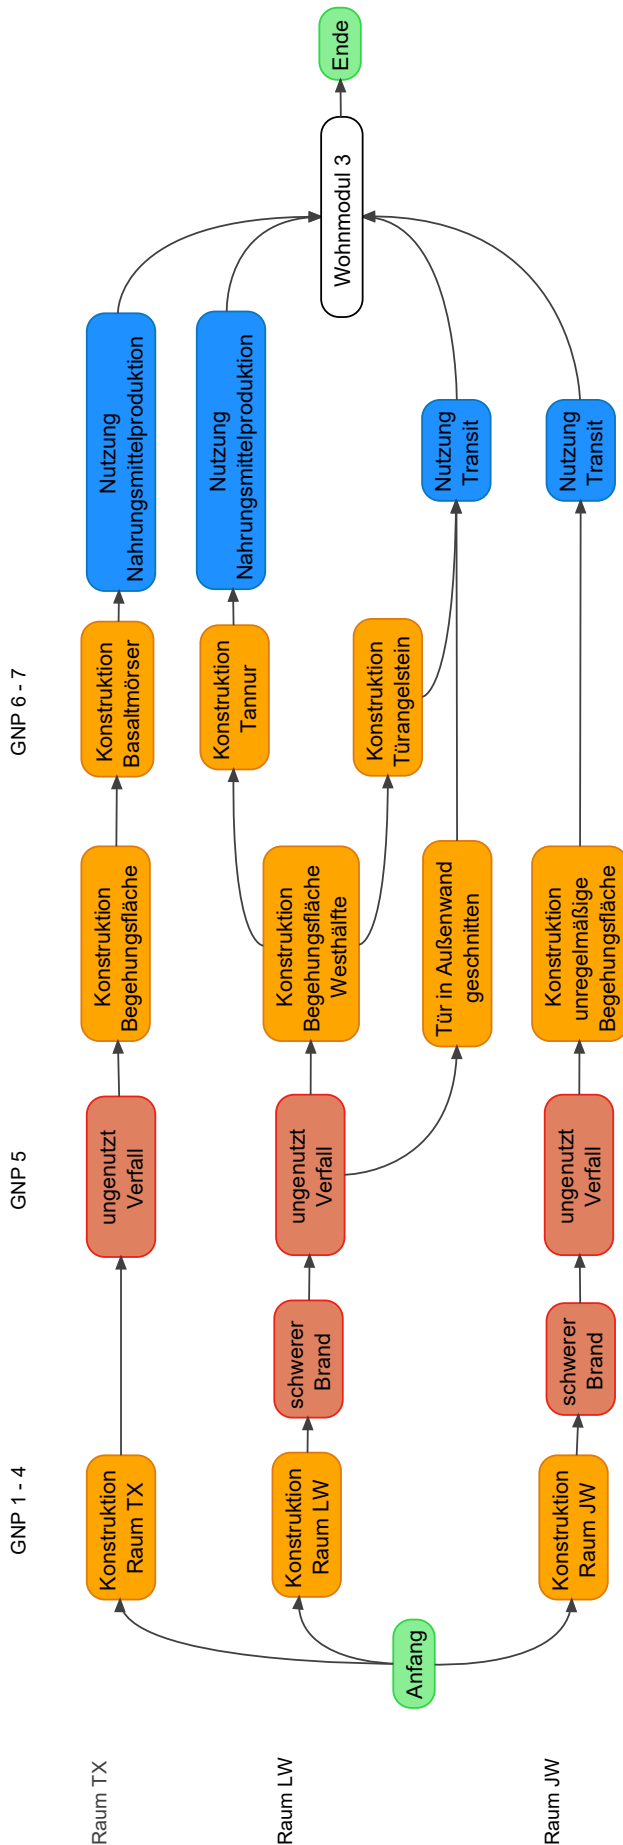 GNP 1 - 4
GNP 5
GNP 6 - 7
Raum TX
Konstruktion
Raum TX
ungenutzt
Verfall
Konstruktion
Begehungsfläche
Konstruktion
Basaltmörser
Nutzung
Nahrungsmittelproduktion
Raum LW
Konstruktion
Raum LW
schwerer
Brand
ungenutzt
Verfall
Konstruktion
Begehungsfläche
Westhälfte
Konstruktion
Tannur
Nutzung
Nahrungsmittelproduktion
Konstruktion
Türangelstein
Anfang
Tür in Außenwand
geschnitten
Nutzung
Transit
Wohnmodul 3
Ende
Raum JW
Konstruktion
Raum JW
schwerer
Brand
ungenutzt
Verfall
Konstruktion
unregelmäßige
Begehungsfläche
Nutzung
Transit